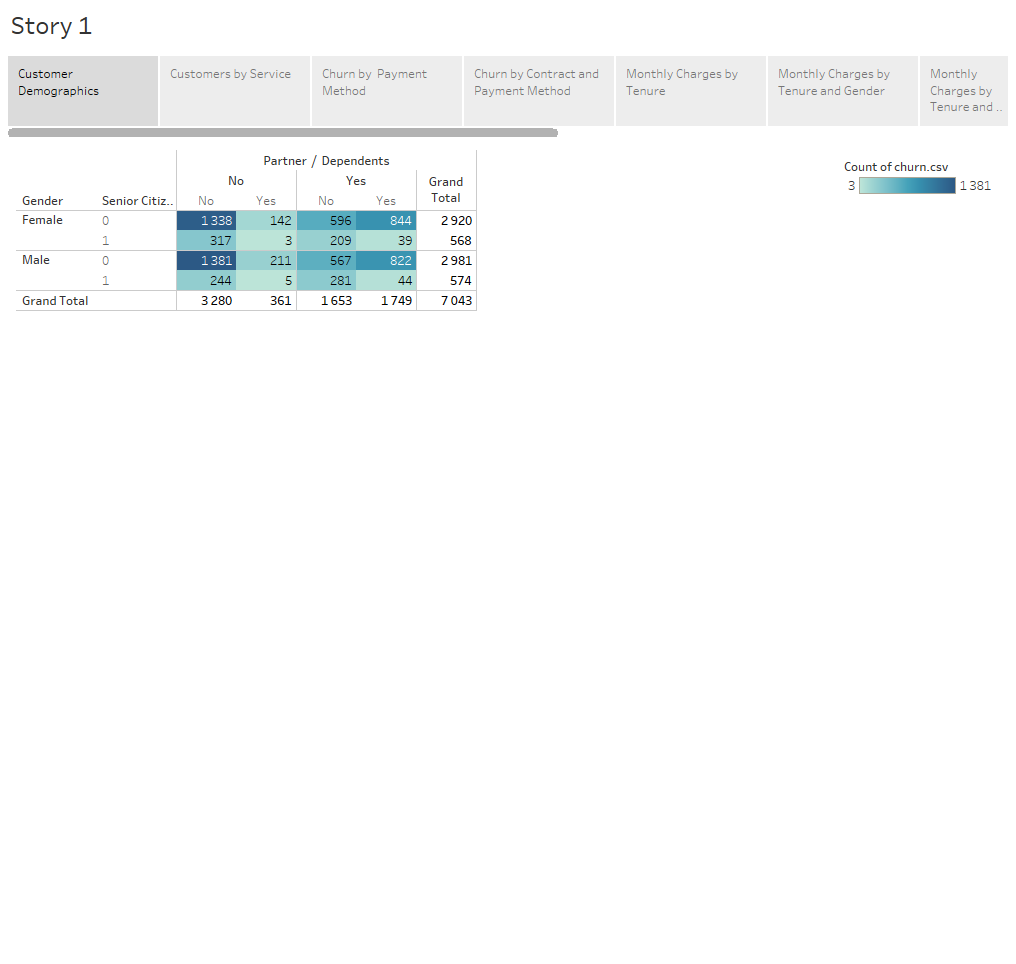 Story 1
Customer
Demographics
Customers by Service
Churn by  Payment
Method
Churn by Contract and
Payment Method
Monthly Charges by
Tenure
Monthly Charges by
Tenure and Gender
Monthly
Charges by
Tenure and ..
Partner / Dependents
No Yes Grand
Total
Gender Senior Citiz.. No Yes No Yes
Female 0 1 338 142 596 844 2 920
1 317 3 209 39 568
Male 0 1 381 211 567 822 2 981
1 244 5 281 44 574
Grand Total 3 280 361 1 653 1 749 7 043
Count of churn.csv
3 1 381